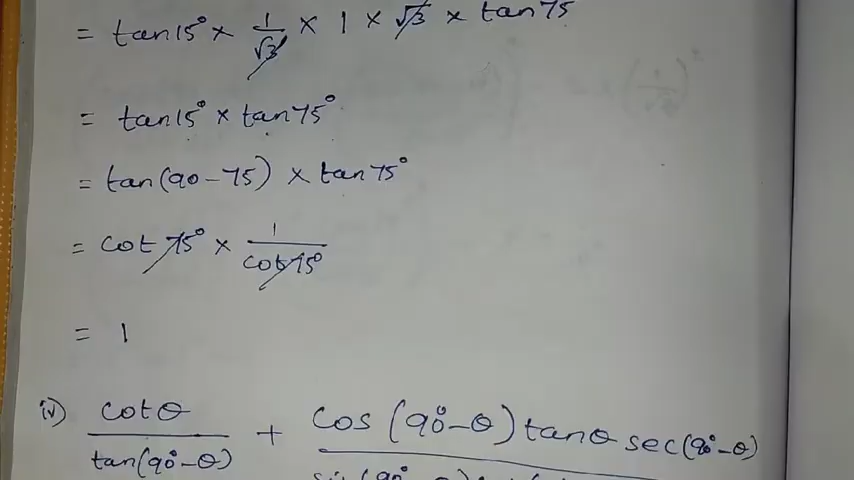 = tan15° × 1/√3 × 1 × √3 × tan75
= tan15° × tan75°
= tan(90-75) × tan75°
= cot75° × 1/cot75°
= 1
iv) cotθ/tan(90°-θ) + cos(90°-θ)tanθ sec(90°-θ)